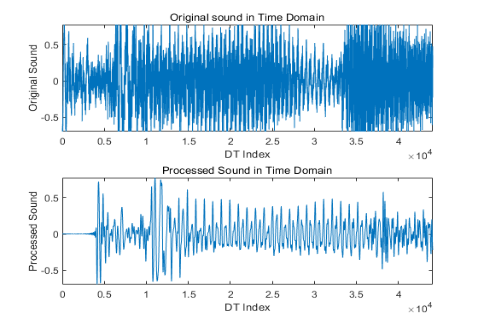 Original sound in Time Domain
Original Sound
0.5
0
-0.5
0 0.5 1 1.5 2 2.5 3 3.5 4
DT Index
×10^4
Processed Sound in Time Domain
Processed Sound
0.5
0
-0.5
0 0.5 1 1.5 2 2.5 3 3.5 4
DT Index
×10^4